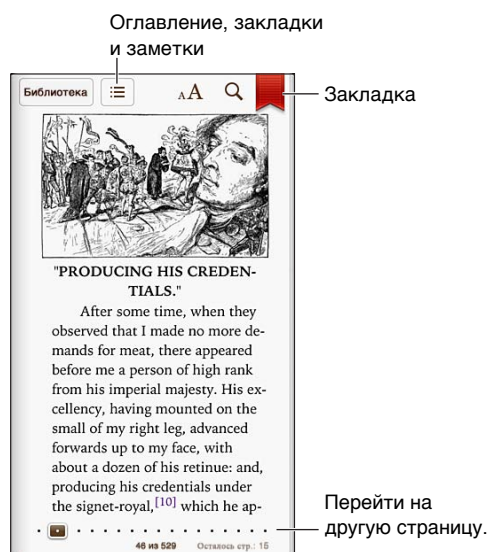 Оглавление, закладки
и заметки
Библиотека
AA
Закладка
"PRODUCING HIS CREDEN-
TIALS."
After some time, when they
observed that I made no more de-
mands for meat, there appeared
before me a person of high rank
from his imperial majesty. His ex-
cellency, having mounted on the
small of my right leg, advanced
forwards up to my face, with
about a dozen of his retinue: and,
producing his credentials under
the signet-royal,[10] which he ap-
Перейти на
другую страницу.
46 из 529 Осталось стр.: 16